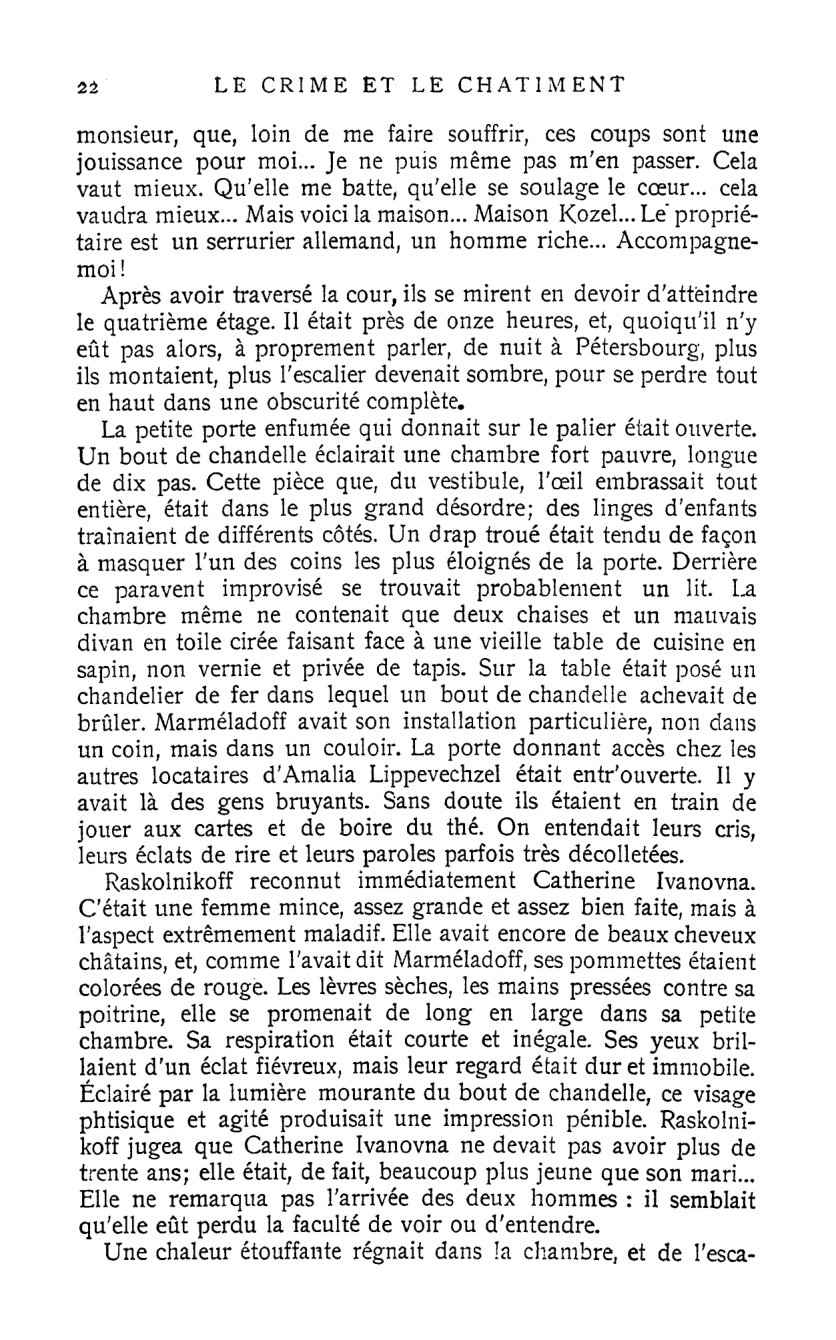 22 LE CRIME ET LE CHATIMENT
monsieur, que, loin de me faire souffrir, ces coups sont une
jouissance pour moi... Je ne puis même pas m'en passer. Cela
vaut mieux. Qu'elle me batte, qu'elle se soulage le cœur... cela
vaudra mieux... Mais voici la maison... Maison Kozel... Le proprié-
taire est un serrurier allemand, un homme riche... Accompagne-
moi !
Après avoir traversé la cour, ils se mirent en devoir d'atteindre
le quatrième étage. Il était près de onze heures, et, quoiqu'il n'y
eût pas alors, à proprement parler, de nuit à Pétersbourg, plus
ils montaient, plus l'escalier devenait sombre, pour se perdre tout
en haut dans une obscurité complète.
La petite porte enfumée qui donnait sur le palier était ouverte.
Un bout de chandelle éclairait une chambre fort pauvre, longue
de dix pas. Cette pièce que, du vestibule, l'œil embrassait tout
entière, était dans le plus grand désordre; des linges d'enfants
traînaient de différents côtés. Un drap troué était tendu de façon
à masquer l'un des coins les plus éloignés de la porte. Derrière
ce paravent improvisé se trouvait probablement un lit. La
chambre même ne contenait que deux chaises et un mauvais
divan en toile cirée faisant face à une vieille table de cuisine en
sapin, non vernie et privée de tapis. Sur la table était posé un
chandelier de fer dans lequel un bout de chandelle achevait de
brûler. Marméladoff avait son installation particulière, non dans
un coin, mais dans un couloir. La porte donnant accès chez les
autres locataires d'Amalia Lippevechzel était entr'ouverte. Il y
avait là des gens bruyants. Sans doute ils étaient en train de
jouer aux cartes et de boire du thé. On entendait leurs cris,
leurs éclats de rire et leurs paroles parfois très décolletées.
Raskolnikoff reconnut immédiatement Catherine Ivanovna.
C'était une femme mince, assez grande et assez bien faite, mais à
l'aspect extrêmement maladif. Elle avait encore de beaux cheveux
châtains, et, comme l'avait dit Marméladoff, ses pommettes étaient
colorées de rouge. Les lèvres sèches, les mains pressées contre sa
poitrine, elle se promenait de long en large dans sa petite
chambre. Sa respiration était courte et inégale. Ses yeux bril-
laient d'un éclat fiévreux, mais leur regard était dur et immobile.
Éclairé par la lumière mourante du bout de chandelle, ce visage
phtisique et agité produisait une impression pénible. Raskolni-
koff jugea que Catherine Ivanovna ne devait pas avoir plus de
trente ans; elle était, de fait, beaucoup plus jeune que son mari...
Elle ne remarqua pas l'arrivée des deux hommes : il semblait
qu'elle eût perdu la faculté de voir ou d'entendre.
Une chaleur étouffante régnait dans la chambre, et de l'esca-